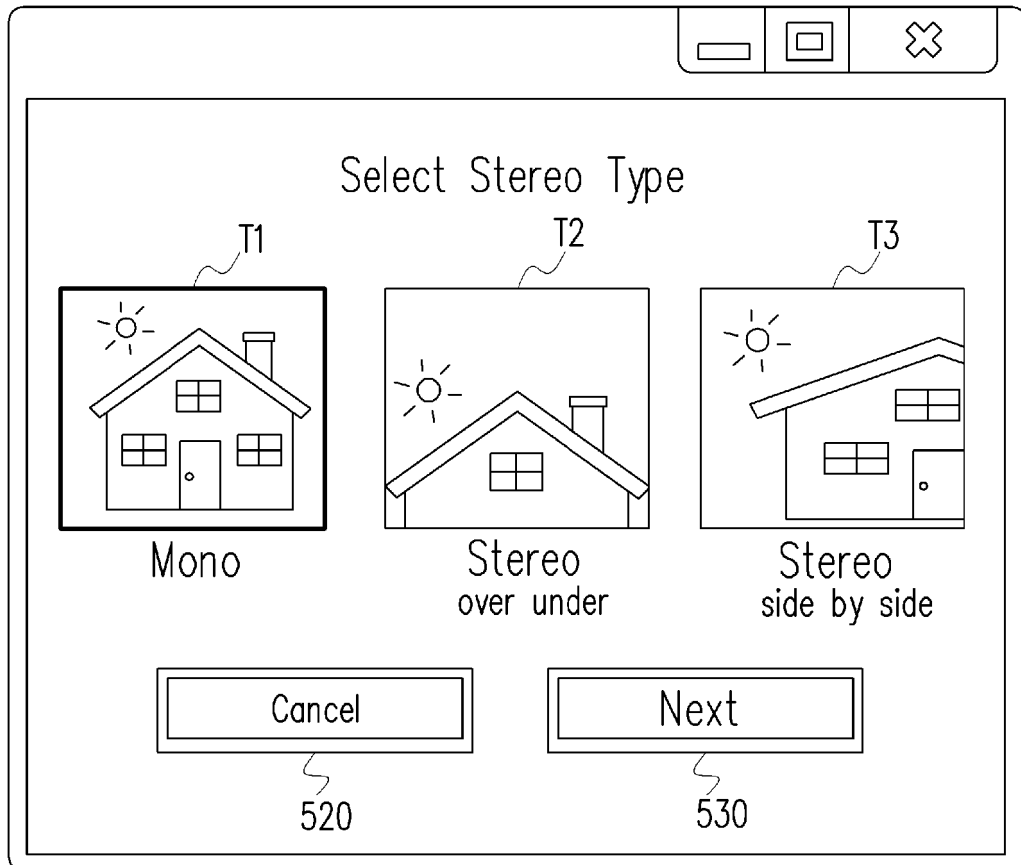 Select Stereo Type
T1
T2
T3
Mono
Stereo
over under
Stereo
side by side
Cancel
Next
520
530